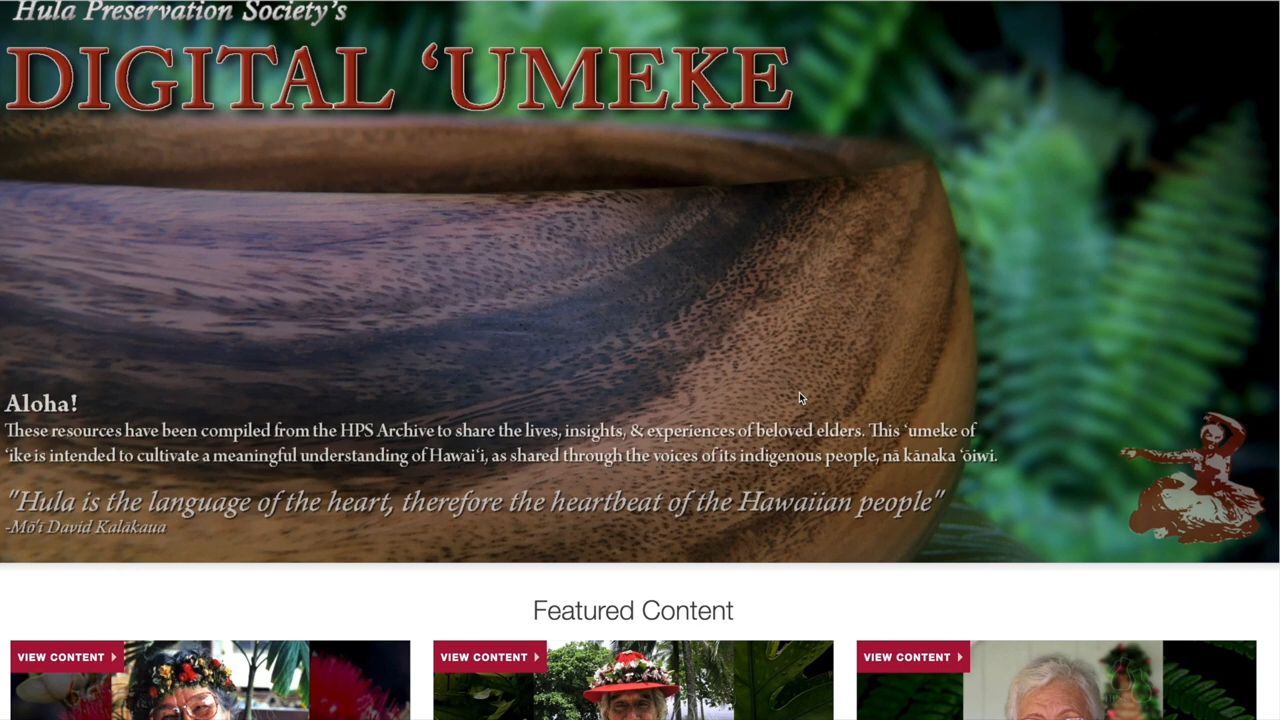 Hula Preservation Society's
DIGITAL ‘UMEKE
Aloha!
These resources have been compiled from the HPS Archive to share the lives, insights, & experiences of beloved elders. This ‘umeke of
‘ike is intended to cultivate a meaningful understanding of Hawai‘i, as shared through the voices of its indigenous people, nā kānaka ‘ōiwi.
"Hula is the language of the heart, therefore the heartbeat of the Hawaiian people"
-Mō'ī David Kalākaua
Featured Content
VIEW CONTENT
VIEW CONTENT
VIEW CONTENT